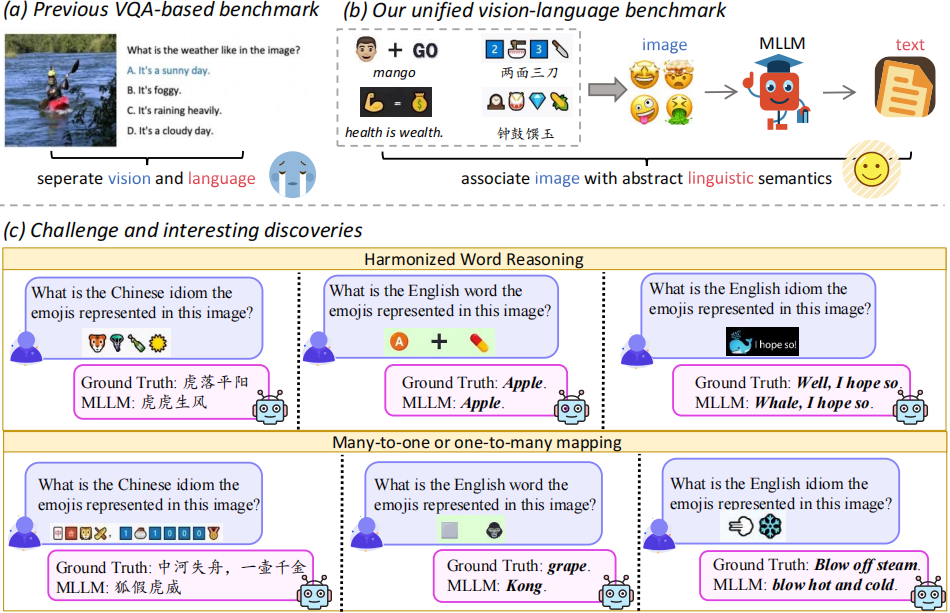 (a) Previous VQA-based benchmark
What is the weather like in the image?
A. It's a sunny day.
B. It's foggy.
C. It's raining heavily.
D. It's a cloudy day.
seperate vision and language
(b) Our unified vision-language benchmark
+ GO
mango
2 3
两面三刀
=
health is wealth.
钟鼓馔玉
image
MLLM
text
associate image with abstract linguistic semantics
(c) Challenge and interesting discoveries
Harmonized Word Reasoning
What is the Chinese idiom the
emojis represented in this image?
Ground Truth: 虎落平阳
MLLM: 虎虎生风
What is the English word the
emojis represented in this image?
A +
Ground Truth: Apple.
MLLM: Apple.
What is the English idiom the
emojis represented in this image?
I hope so!
Ground Truth: Well, I hope so.
MLLM: Whale, I hope so.
Many-to-one or one-to-many mapping
What is the Chinese idiom the
emojis represented in this image?
, 1 1 0 0 0
Ground Truth: 中河失舟，一壶千金
MLLM: 狐假虎威
What is the English word the
emojis represented in this image?
Ground Truth: grape.
MLLM: Kong.
What is the English idiom the
emojis represented in this image?
Ground Truth: Blow off steam.
MLLM: blow hot and cold.